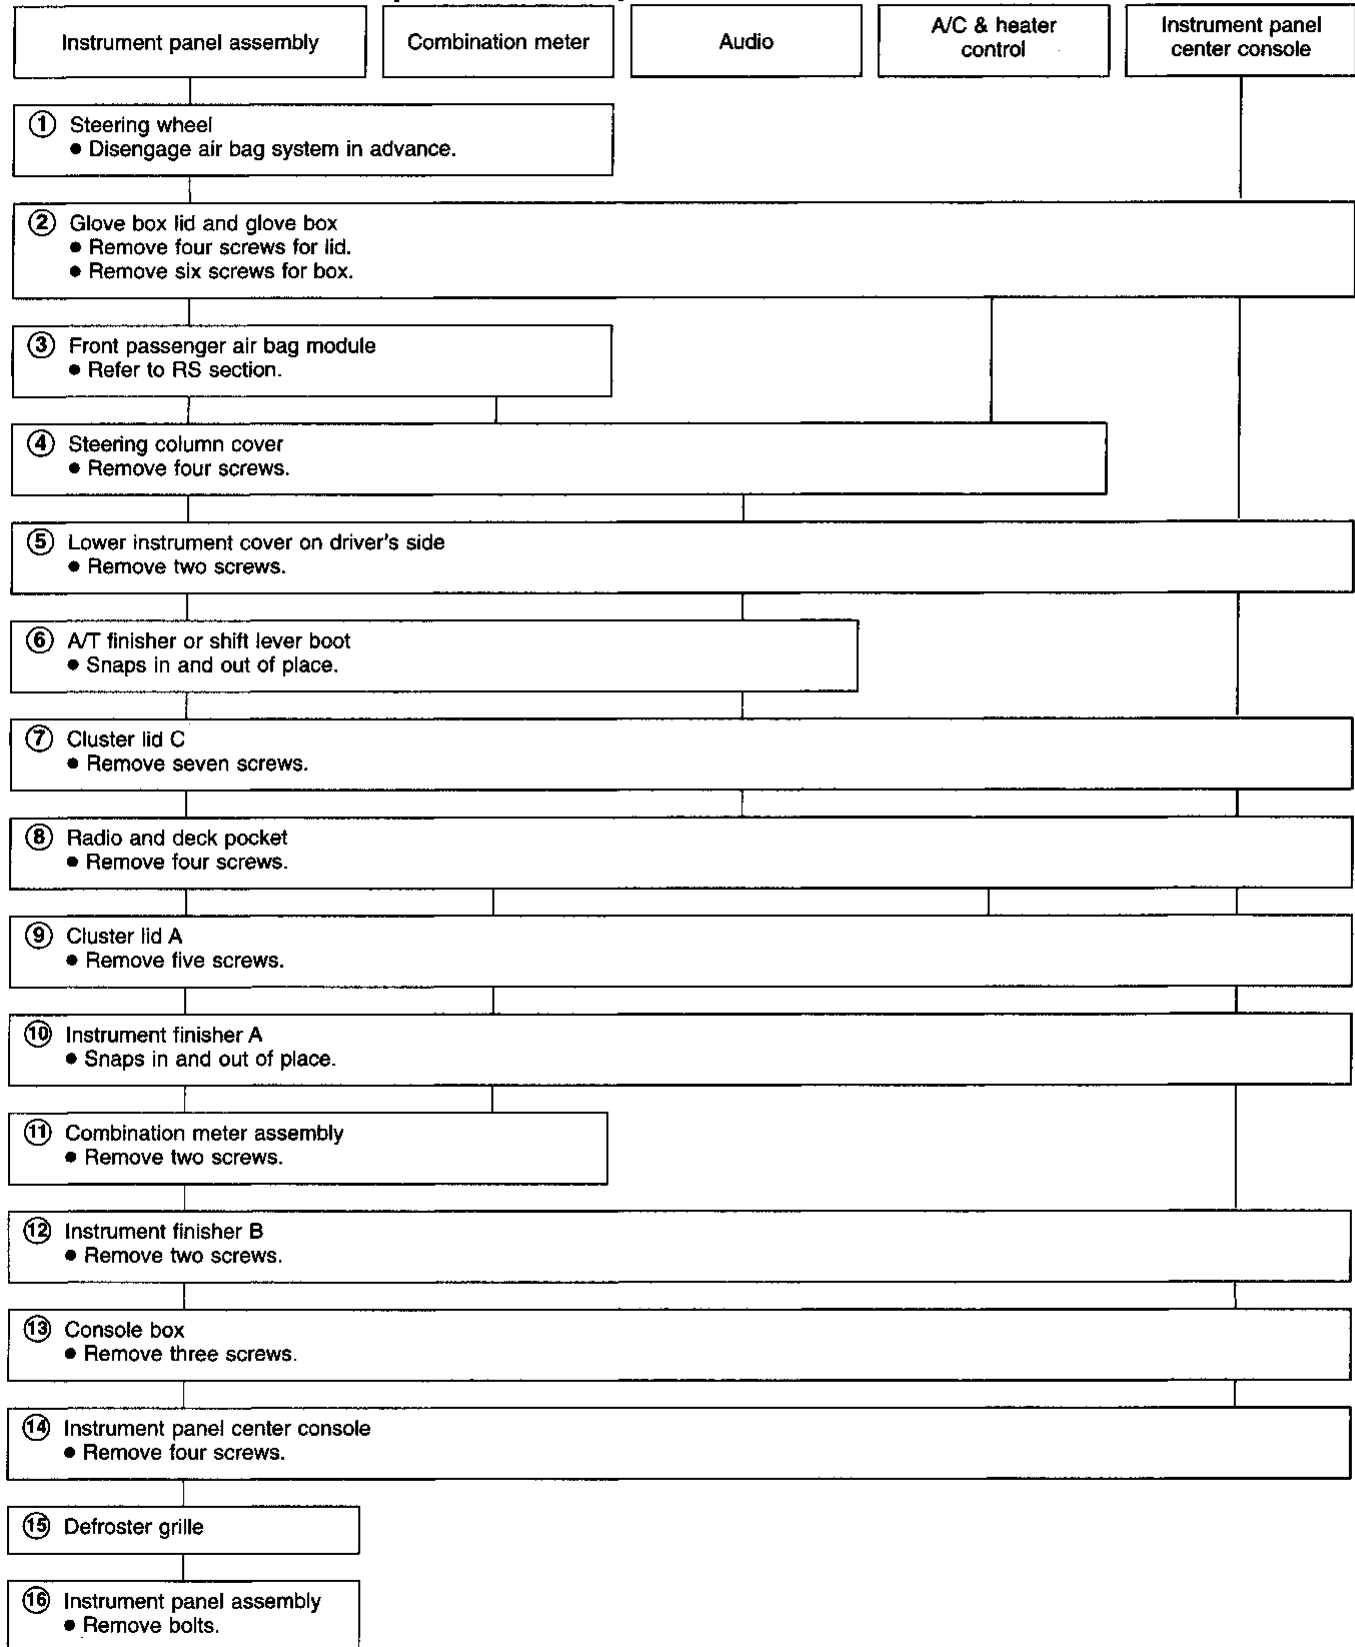 Instrument panel assembly
Combination meter
Audio
A/C & heater
control
Instrument panel
center console
① Steering wheel
● Disengage air bag system in advance.
② Glove box lid and glove box
● Remove four screws for lid.
● Remove six screws for box.
③ Front passenger air bag module
● Refer to RS section.
④ Steering column cover
● Remove four screws.
⑤ Lower instrument cover on driver's side
● Remove two screws.
⑥ A/T finisher or shift lever boot
● Snaps in and out of place.
⑦ Cluster lid C
● Remove seven screws.
⑧ Radio and deck pocket
● Remove four screws.
⑨ Cluster lid A
● Remove five screws.
⑩ Instrument finisher A
● Snaps in and out of place.
⑪ Combination meter assembly
● Remove two screws.
⑫ Instrument finisher B
● Remove two screws.
⑬ Console box
● Remove three screws.
⑭ Instrument panel center console
● Remove four screws.
⑮ Defroster grille
⑯ Instrument panel assembly
● Remove bolts.